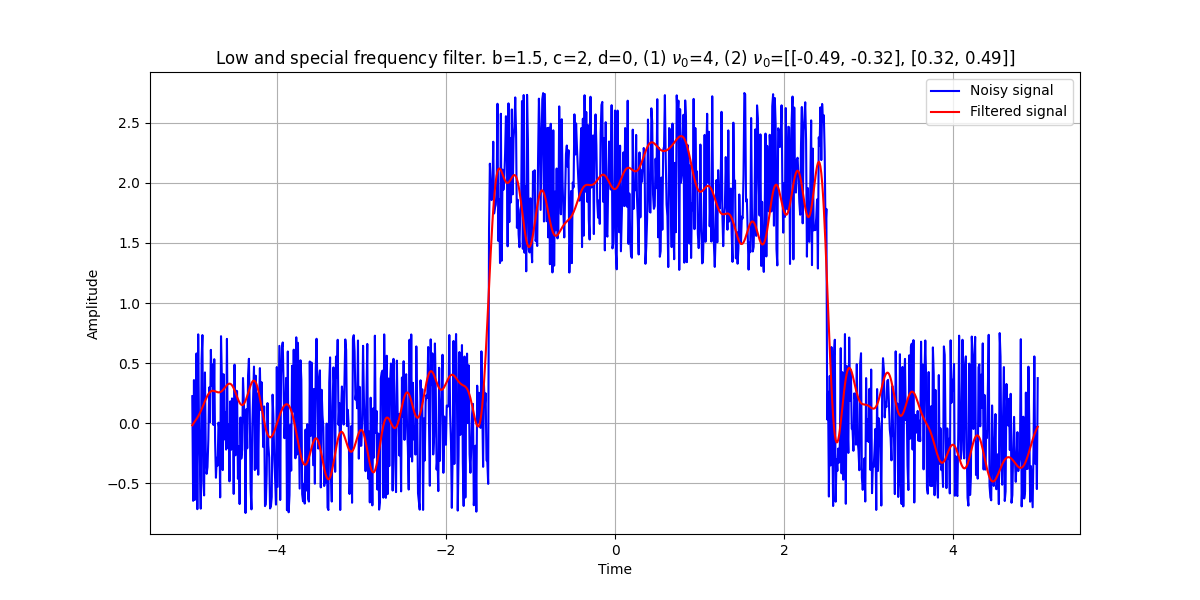 Low and special frequency filter. b=1.5, c=2, d=0, (1) ν₀=4, (2) ν₀=[[-0.49, -0.32], [0.32, 0.49]]
Noisy signal
Filtered signal
2.5
2.0
1.5
1.0
0.5
0.0
−0.5
Amplitude
−4
−2
0
2
4
Time